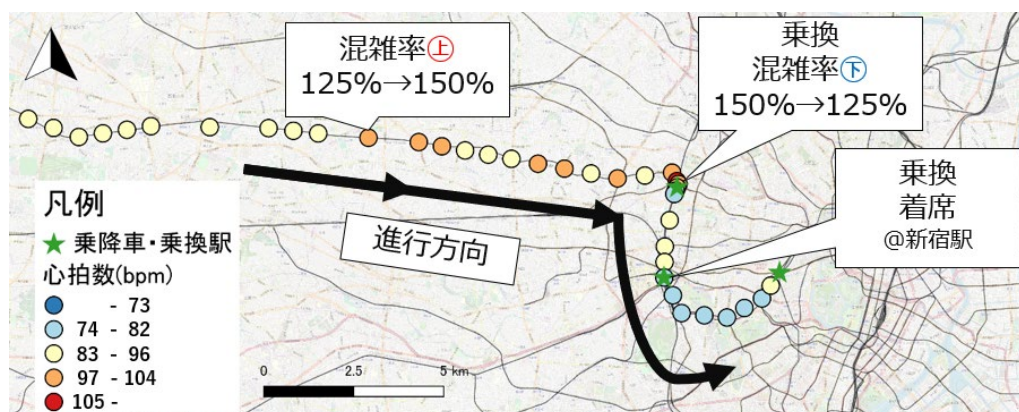 混雑率㊤
125%→150%
乗換
混雑率㊦
150%→125%
乗換
着席
@新宿駅
進行方向
凡例
★ 乗降車・乗換駅
心拍数(bpm)
- 73
74 - 82
83 - 96
97 - 104
105 -
0 2.5 5 km